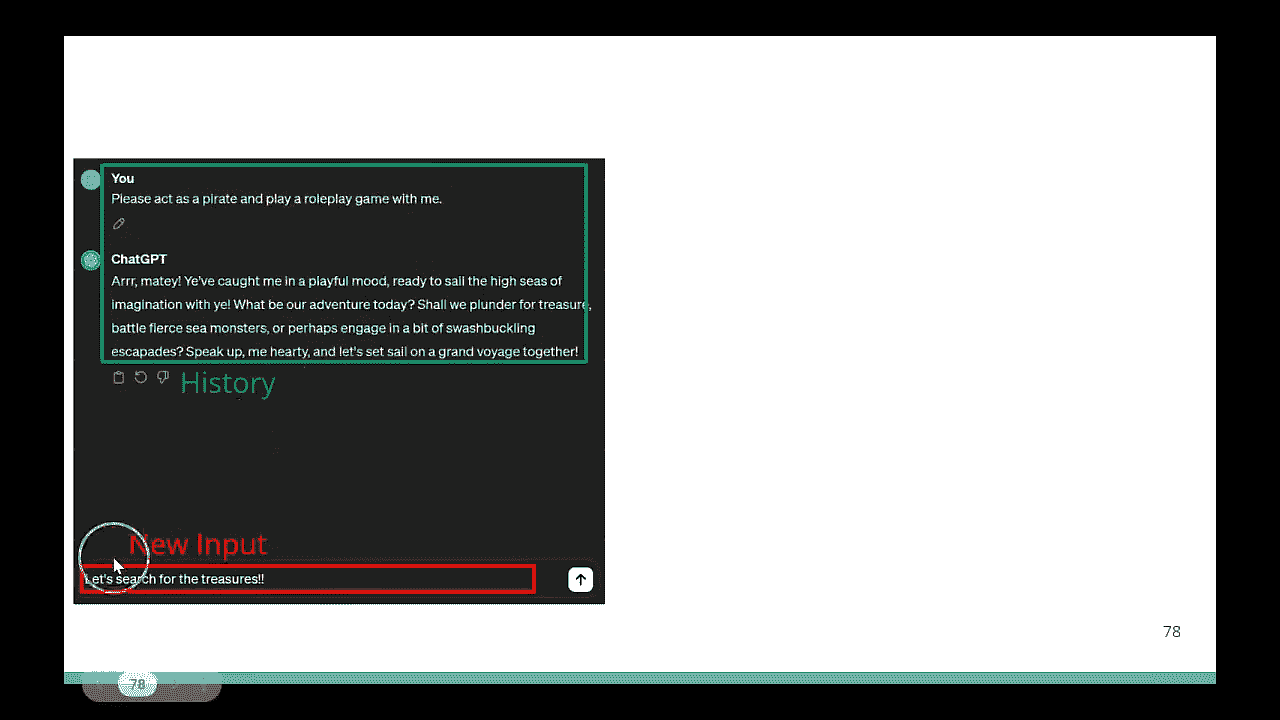 You
Please act as a pirate and play a roleplay game with me.
ChatGPT
Arrr, matey! Ye've caught me in a playful mood, ready to sail the high seas of
imagination with ye! What be our adventure today? Shall we plunder for treasure,
battle fierce sea monsters, or perhaps engage in a bit of swashbuckling
escapades? Speak up, me hearty, and let's set sail on a grand voyage together!
History
New Input
Let's search for the treasures!!
78
78